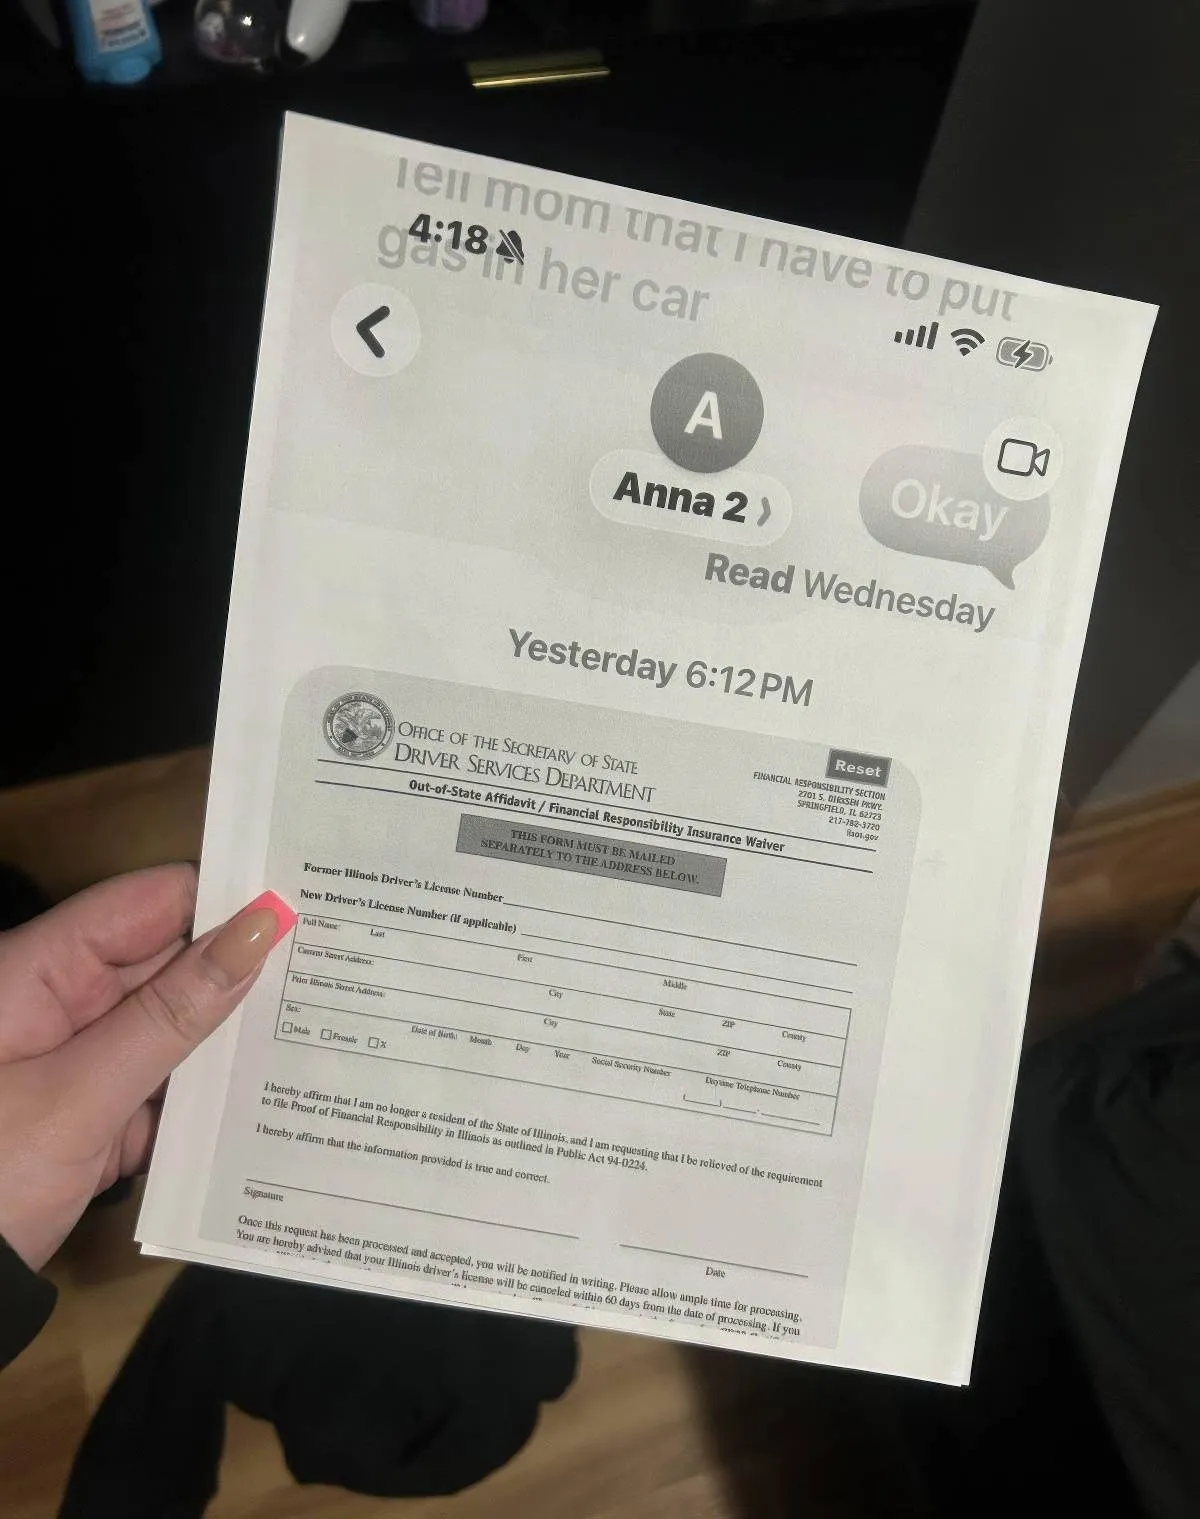 Tell mom that I have to put
gas in her car
4:18
A
Anna 2
Okay
Read Wednesday
Yesterday 6:12 PM
OFFICE OF THE SECRETARY OF STATE
DRIVER SERVICES DEPARTMENT
Reset
FINANCIAL RESPONSIBILITY SECTION
2701 S. DIRKSEN PKWY.
SPRINGFIELD, IL 62723
217-782-3720
ilsos.gov
Out-of-State Affidavit / Financial Responsibility Insurance Waiver
THIS FORM MUST BE MAILED
SEPARATELY TO THE ADDRESS BELOW.
Former Illinois Driver's License Number
New Driver's License Number (if applicable)
Full Name: Last First Middle
Current Street Address: City State ZIP County
Prior Illinois Street Address: City ZIP County
Sex: Date of Birth: Month Day Year Social Security Number Daytime Telephone Number
Male Female X
I hereby affirm that I am no longer a resident of the State of Illinois, and I am requesting that I be relieved of the requirement
to file Proof of Financial Responsibility in Illinois as outlined in Public Act 94-0224.
I hereby affirm that the information provided is true and correct.
Signature
Date
Once this request has been processed and accepted, you will be notified in writing. Please allow ample time for processing.
You are hereby advised that your Illinois driver's license will be canceled within 60 days from the date of processing. If you